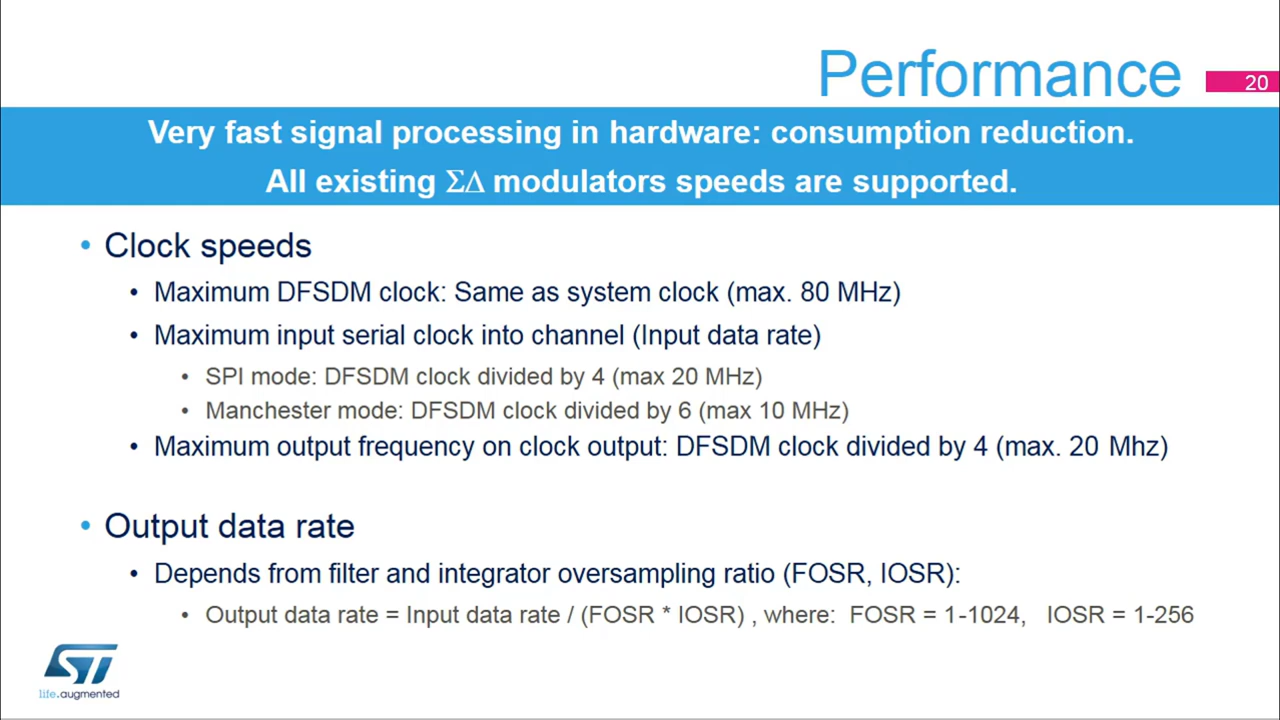 Performance
20
Very fast signal processing in hardware: consumption reduction.
All existing ΣΔ modulators speeds are supported.
• Clock speeds
• Maximum DFSDM clock: Same as system clock (max. 80 MHz)
• Maximum input serial clock into channel (Input data rate)
• SPI mode: DFSDM clock divided by 4 (max 20 MHz)
• Manchester mode: DFSDM clock divided by 6 (max 10 MHz)
• Maximum output frequency on clock output: DFSDM clock divided by 4 (max. 20 Mhz)
• Output data rate
• Depends from filter and integrator oversampling ratio (FOSR, IOSR):
• Output data rate = Input data rate / (FOSR * IOSR) , where: FOSR = 1-1024, IOSR = 1-256
ST
life.augmented